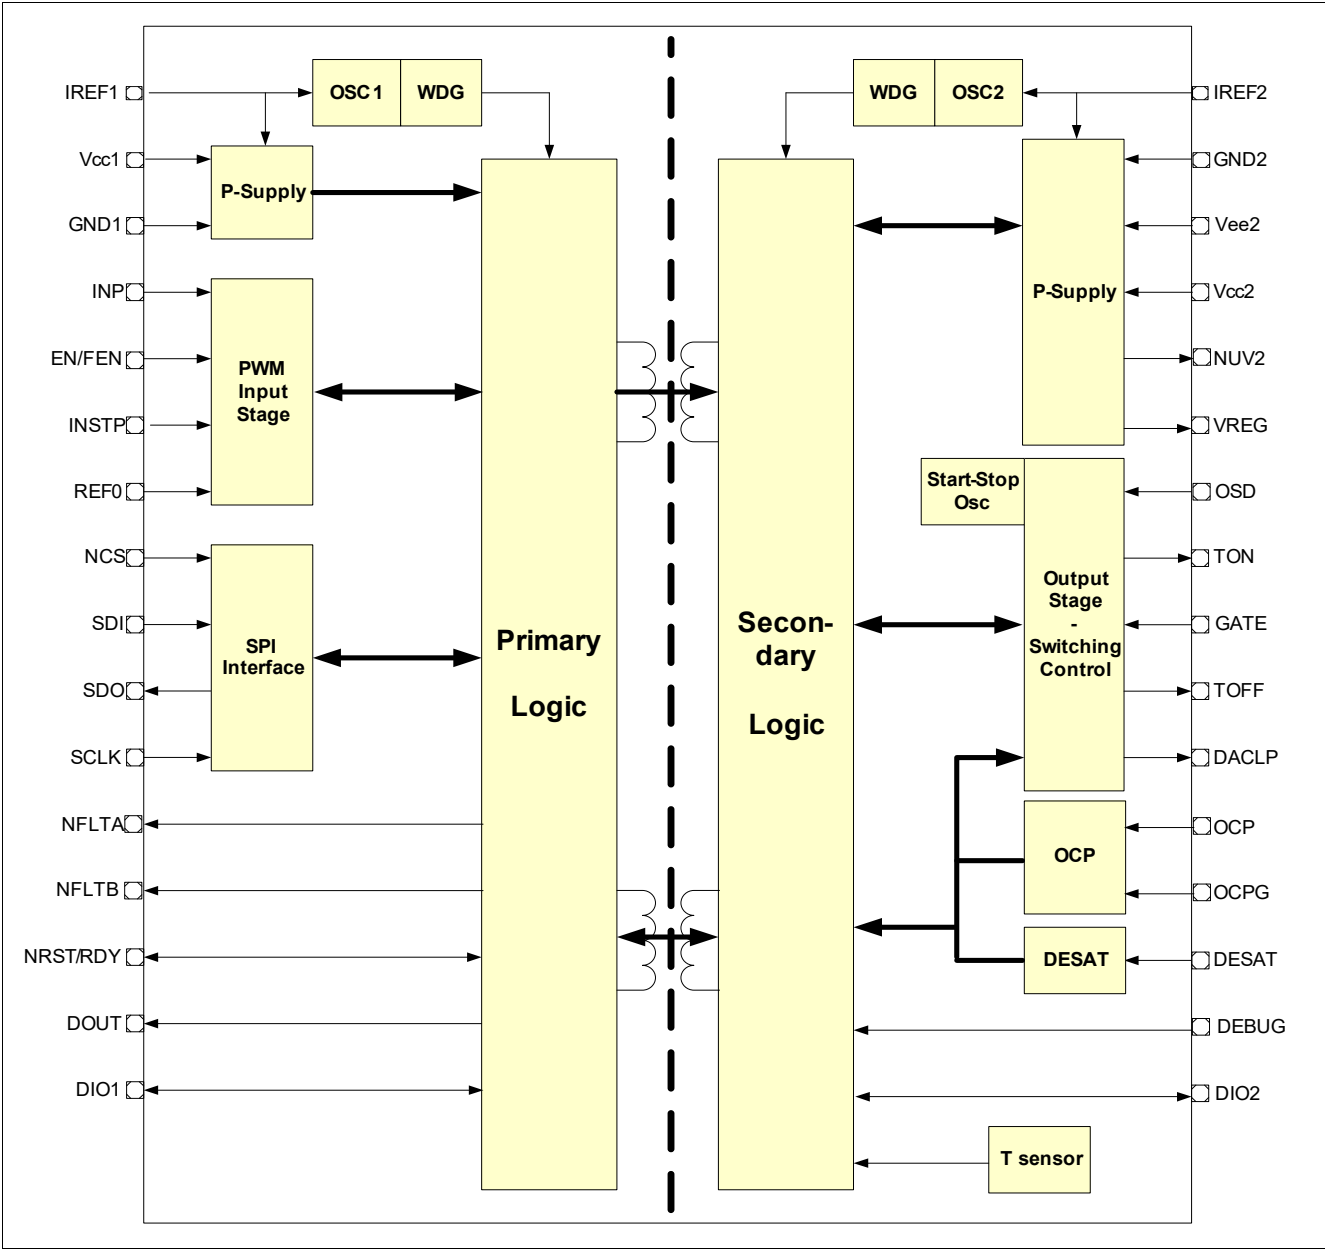 IREF1
OSC1
WDG
WDG
OSC2
IREF2
Vcc1
P-Supply
GND1
GND2
Vee2
P-Supply
Vcc2
NUV2
VREG
INP
EN/FEN
PWM
Input
Stage
INSTP
REF0
Start-Stop
Osc
OSD
NCS
SDI
SPI
Interface
SDO
SCLK
Primary
Logic
Secon-
dary
Logic
Output
Stage
-
Switching
Control
TON
GATE
TOFF
DACLP
NFLTA
NFLTB
NRST/RDY
DOUT
DIO1
OCP
OCP
OCPG
DESAT
DESAT
DEBUG
DIO2
T sensor